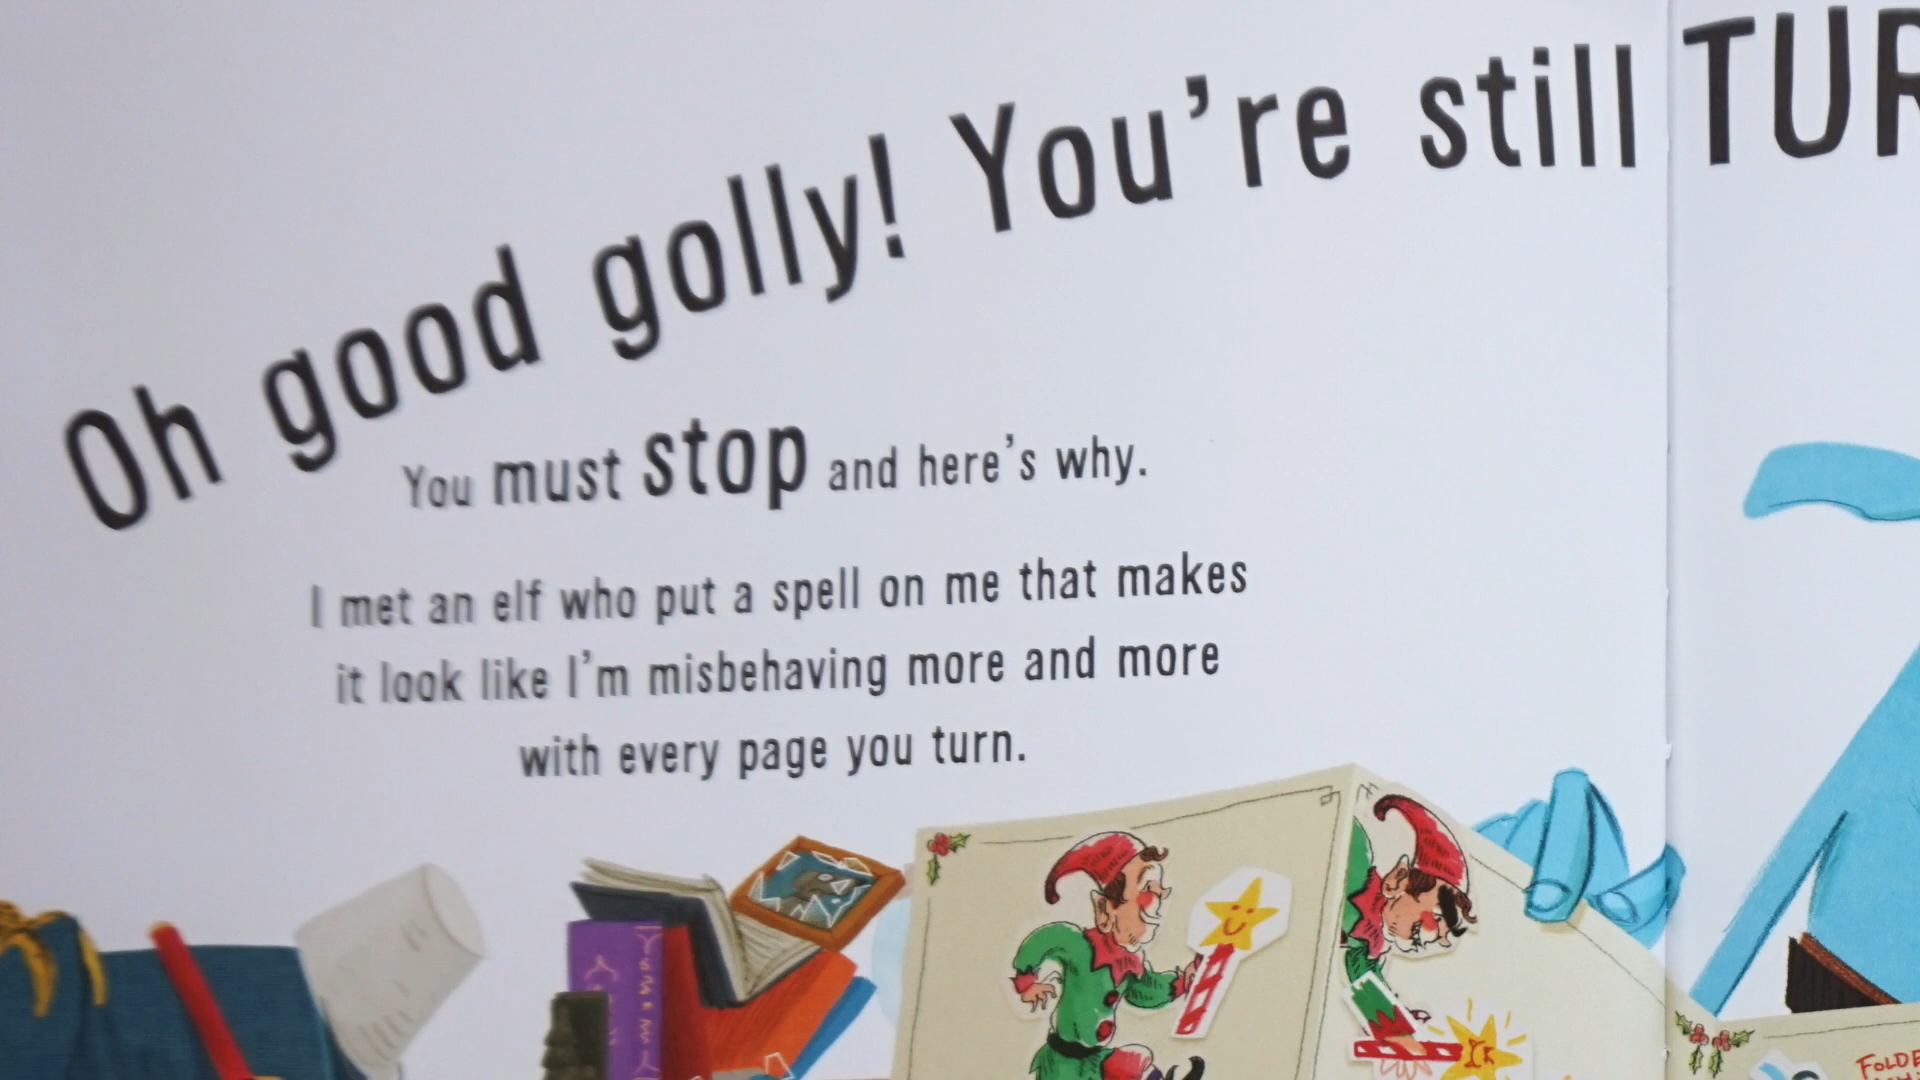 Oh good golly! You're still TUR
You must stop and here's why.
I met an elf who put a spell on me that makes
it look like I'm misbehaving more and more
with every page you turn.
FOLDE